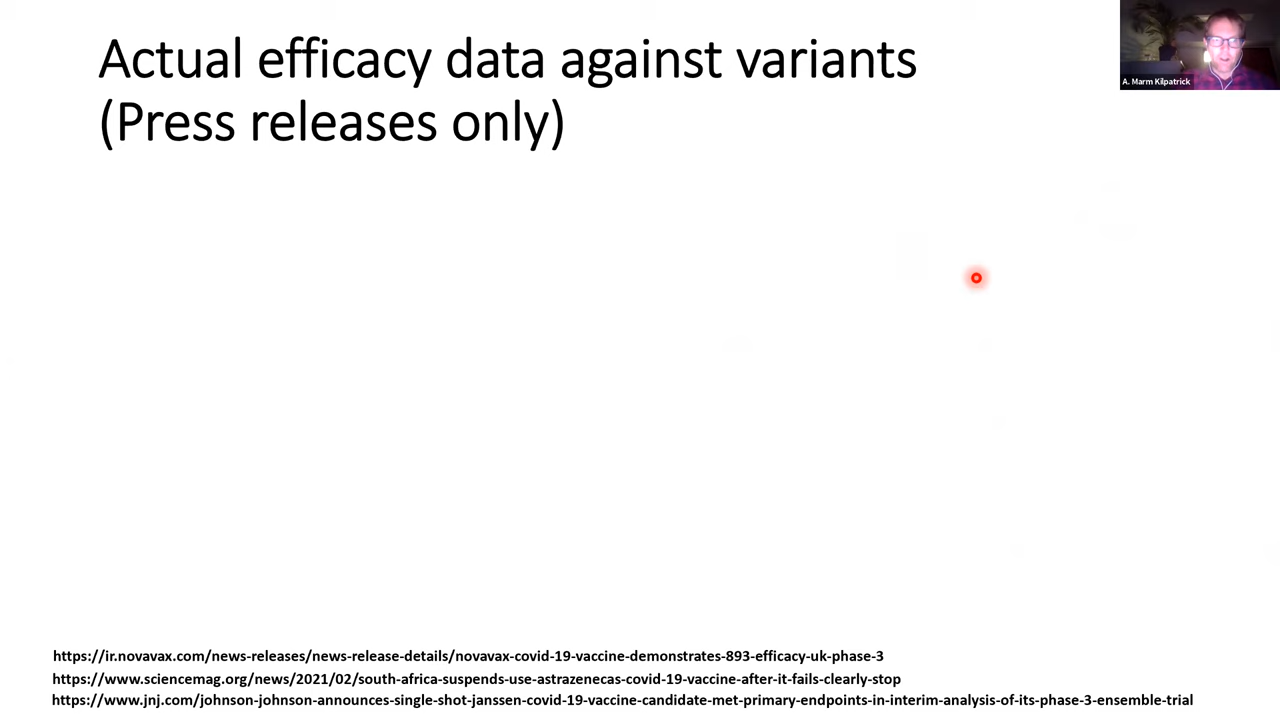 Actual efficacy data against variants
(Press releases only)
A. Marm Kilpatrick
https://ir.novavax.com/news-releases/news-release-details/novavax-covid-19-vaccine-demonstrates-893-efficacy-uk-phase-3
https://www.sciencemag.org/news/2021/02/south-africa-suspends-use-astrazenecas-covid-19-vaccine-after-it-fails-clearly-stop
https://www.jnj.com/johnson-johnson-announces-single-shot-janssen-covid-19-vaccine-candidate-met-primary-endpoints-in-interim-analysis-of-its-phase-3-ensemble-trial